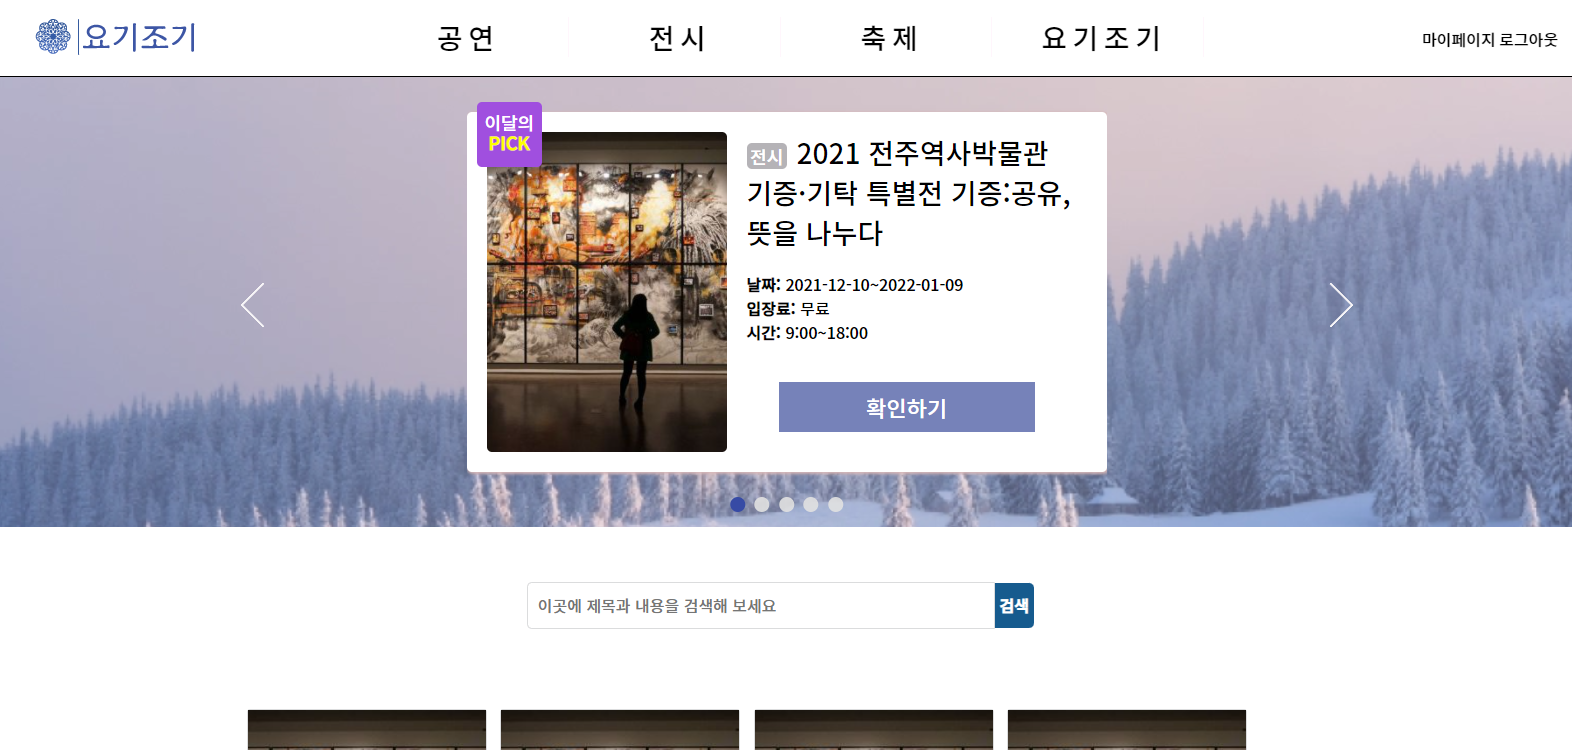 요기조기
공연
전시
축제
요기조기
마이페이지 로그아웃
이달의
PICK
전시 2021 전주역사박물관
기증·기탁 특별전 기증:공유,
뜻을 나누다
날짜: 2021-12-10~2022-01-09
입장료: 무료
시간: 9:00~18:00
확인하기
이곳에 제목과 내용을 검색해 보세요
검색